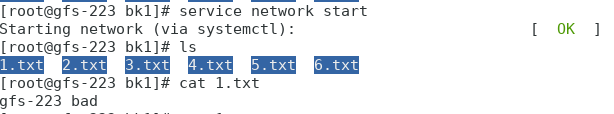 [root@gfs-223 bk1]# service network start
Starting network (via systemctl): [ OK ]
[root@gfs-223 bk1]# ls
1.txt 2.txt 3.txt 4.txt 5.txt 6.txt
[root@gfs-223 bk1]# cat 1.txt
gfs-223 bad